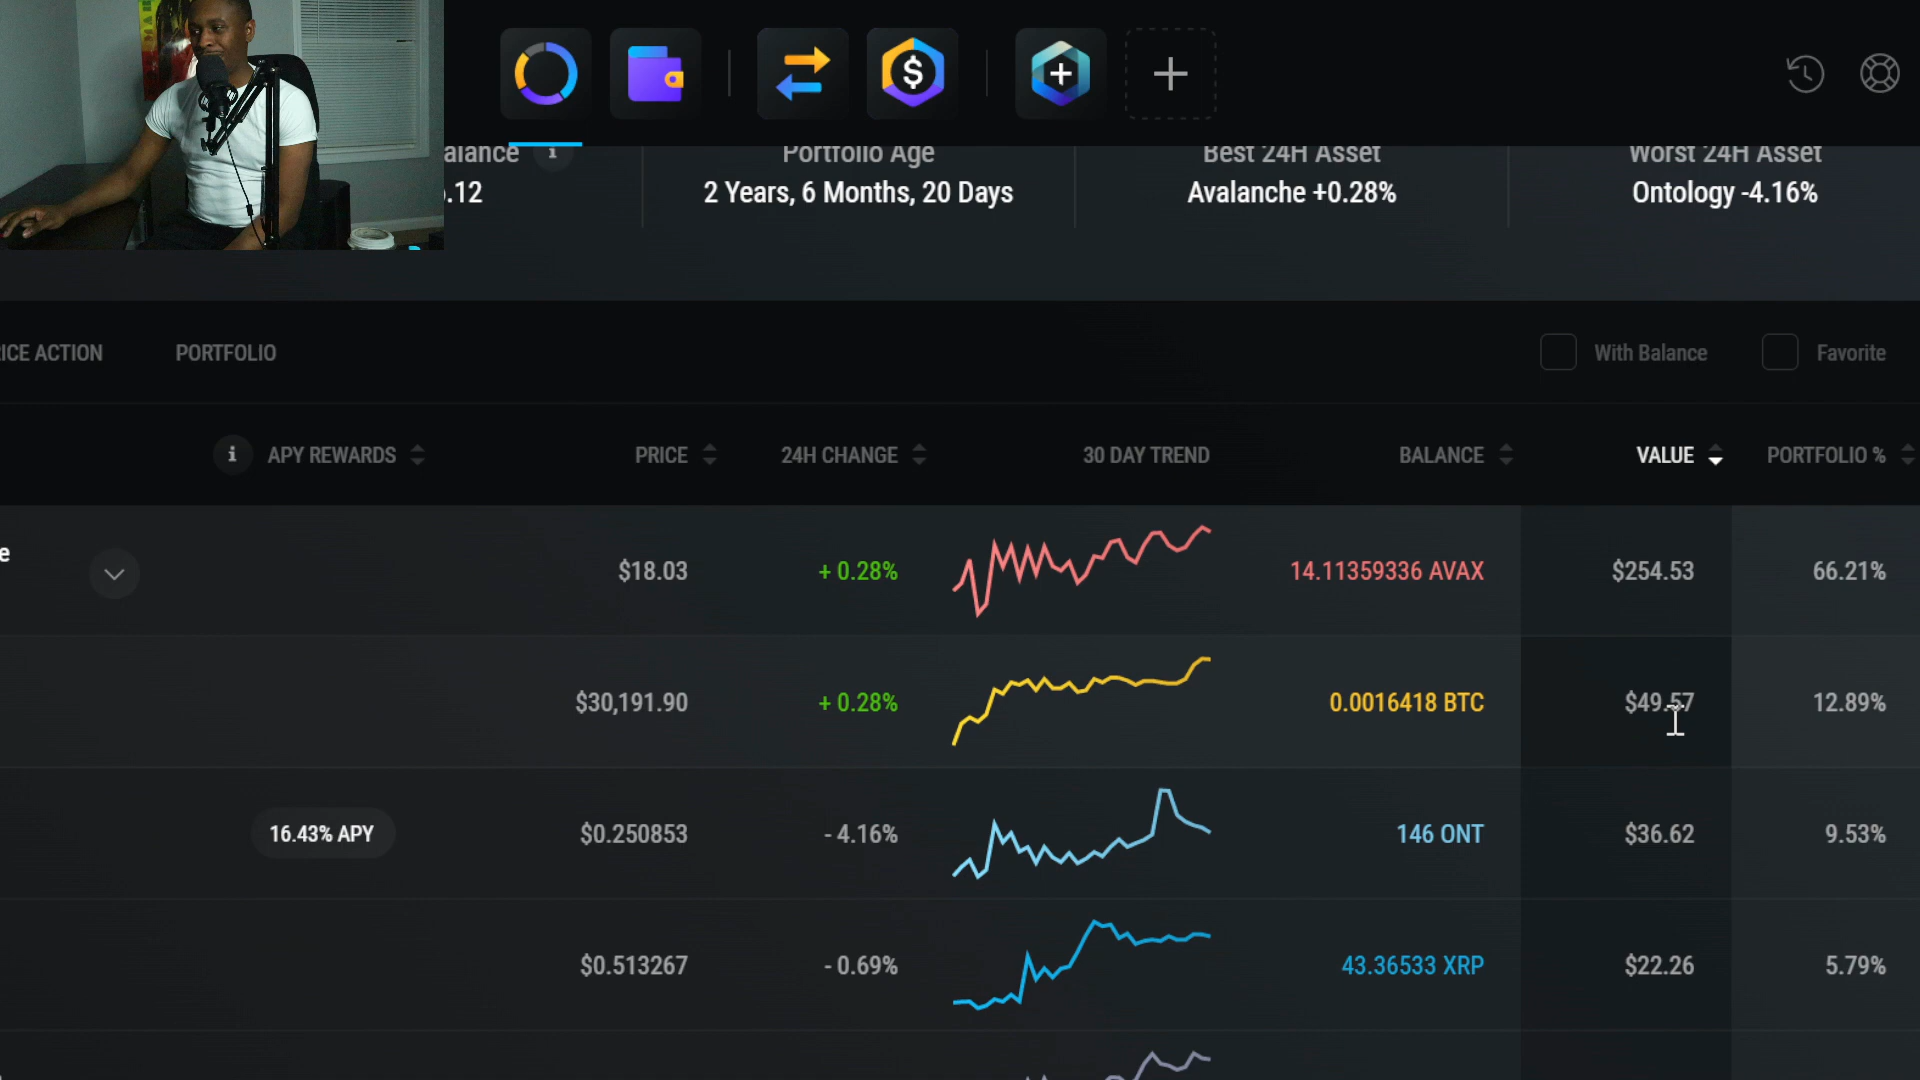 alance i
Portfolio Age
Best 24H Asset
Worst 24H Asset
.12
2 Years, 6 Months, 20 Days
Avalanche +0.28%
Ontology -4.16%
ICE ACTION
PORTFOLIO
With Balance
Favorite
i APY REWARDS
PRICE
24H CHANGE
30 DAY TREND
BALANCE
VALUE
PORTFOLIO %
e
$18.03
+ 0.28%
14.11359336 AVAX
$254.53
66.21%
$30,191.90
+ 0.28%
0.0016418 BTC
$49.57
12.89%
16.43% APY
$0.250853
- 4.16%
146 ONT
$36.62
9.53%
$0.513267
- 0.69%
43.36533 XRP
$22.26
5.79%